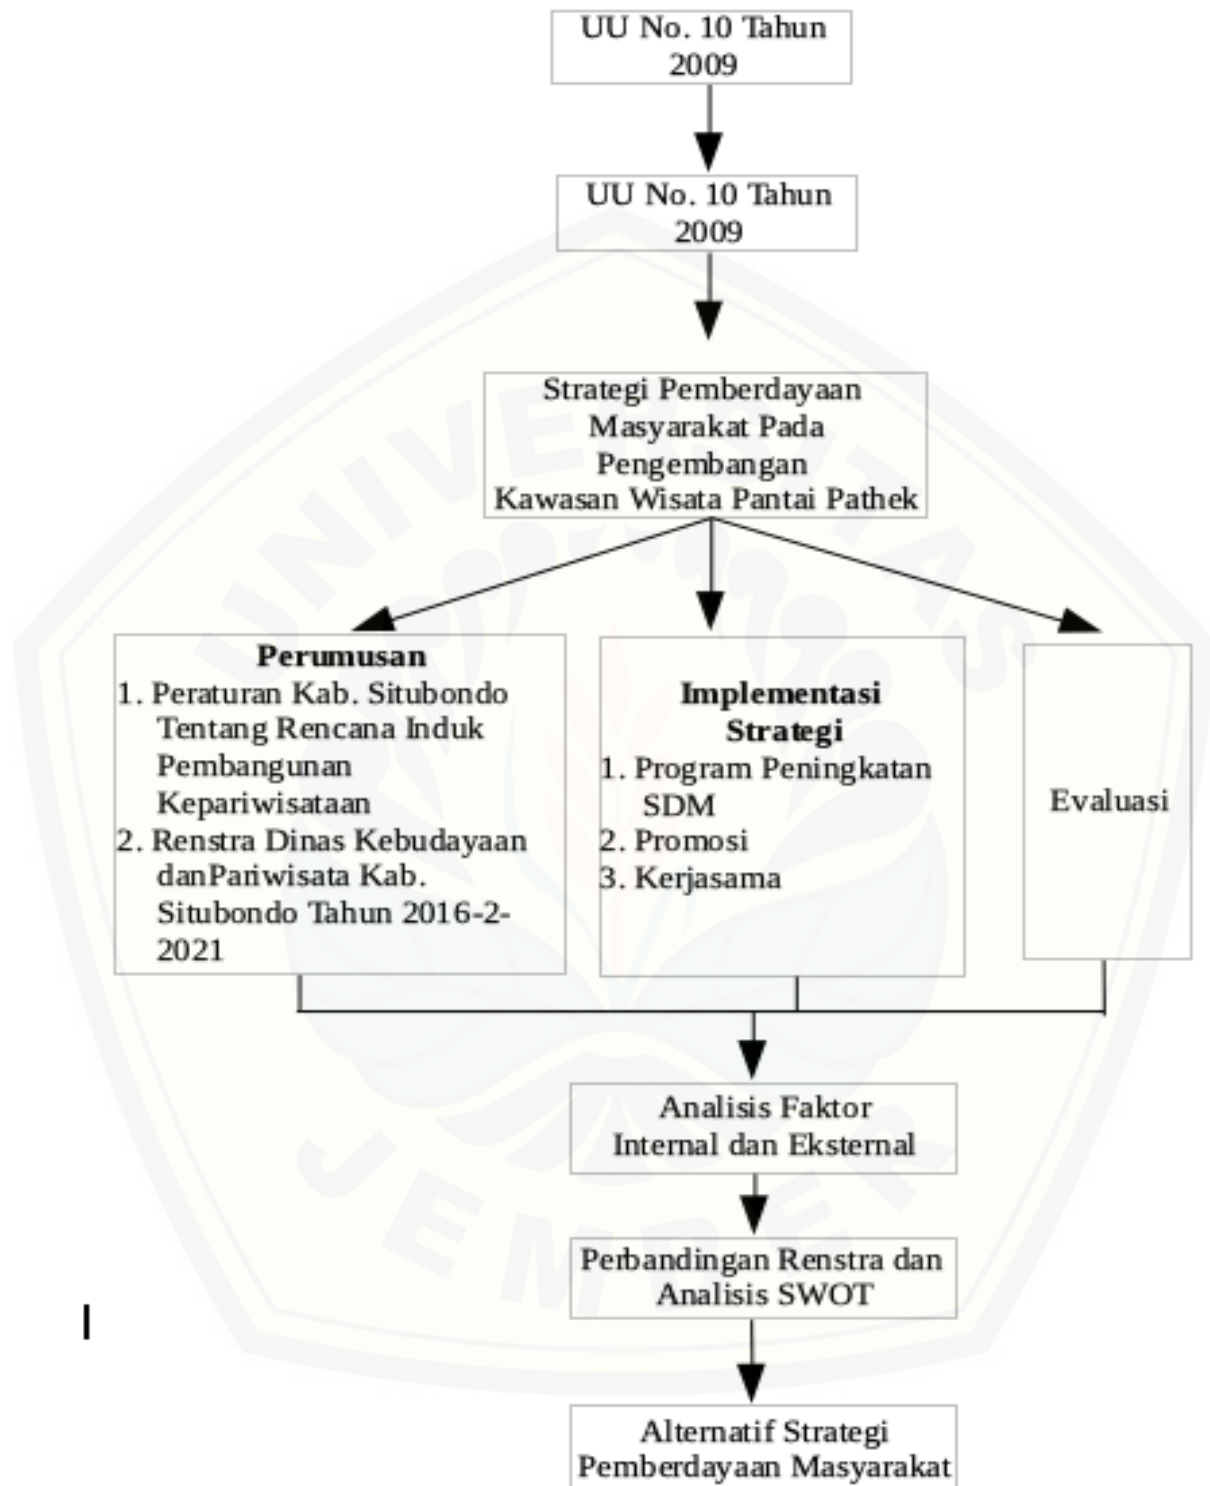 UU No. 10 Tahun
2009
UU No. 10 Tahun
2009
Strategi Pemberdayaan
Masyarakat Pada
Pengembangan
Kawasan Wisata Pantai Pathek
Perumusan
1. Peraturan Kab. Situbondo
Tentang Rencana Induk
Pembangunan
Kepariwisataan
2. Renstra Dinas Kebudayaan
danPariwisata Kab.
Situbondo Tahun 2016-2-
2021
Implementasi
Strategi
1. Program Peningkatan
SDM
2. Promosi
3. Kerjasama
Evaluasi
Analisis Faktor
Internal dan Eksternal
Perbandingan Renstra dan
Analisis SWOT
Alternatif Strategi
Pemberdayaan Masyarakat
UNIVERSITAS
JEMBER